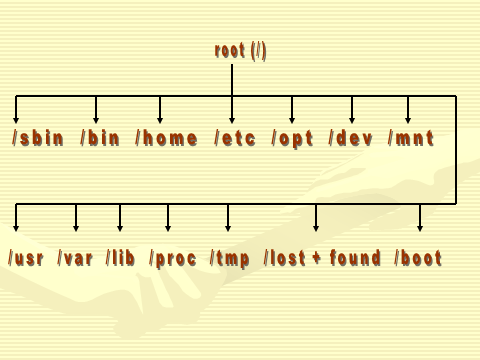 root (/)
/sbin /bin /home /etc /opt /dev /mnt
/usr /var /lib /proc /tmp /lost + found /boot